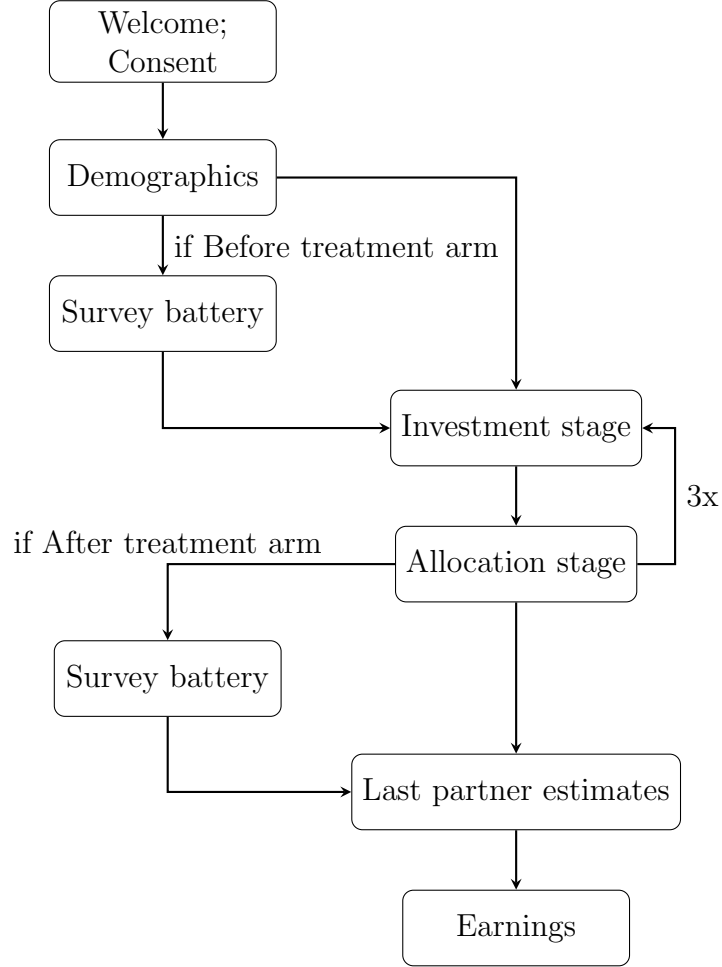 Welcome;
Consent
Demographics
if Before treatment arm
Survey battery
Investment stage
3x
if After treatment arm
Allocation stage
Survey battery
Last partner estimates
Earnings